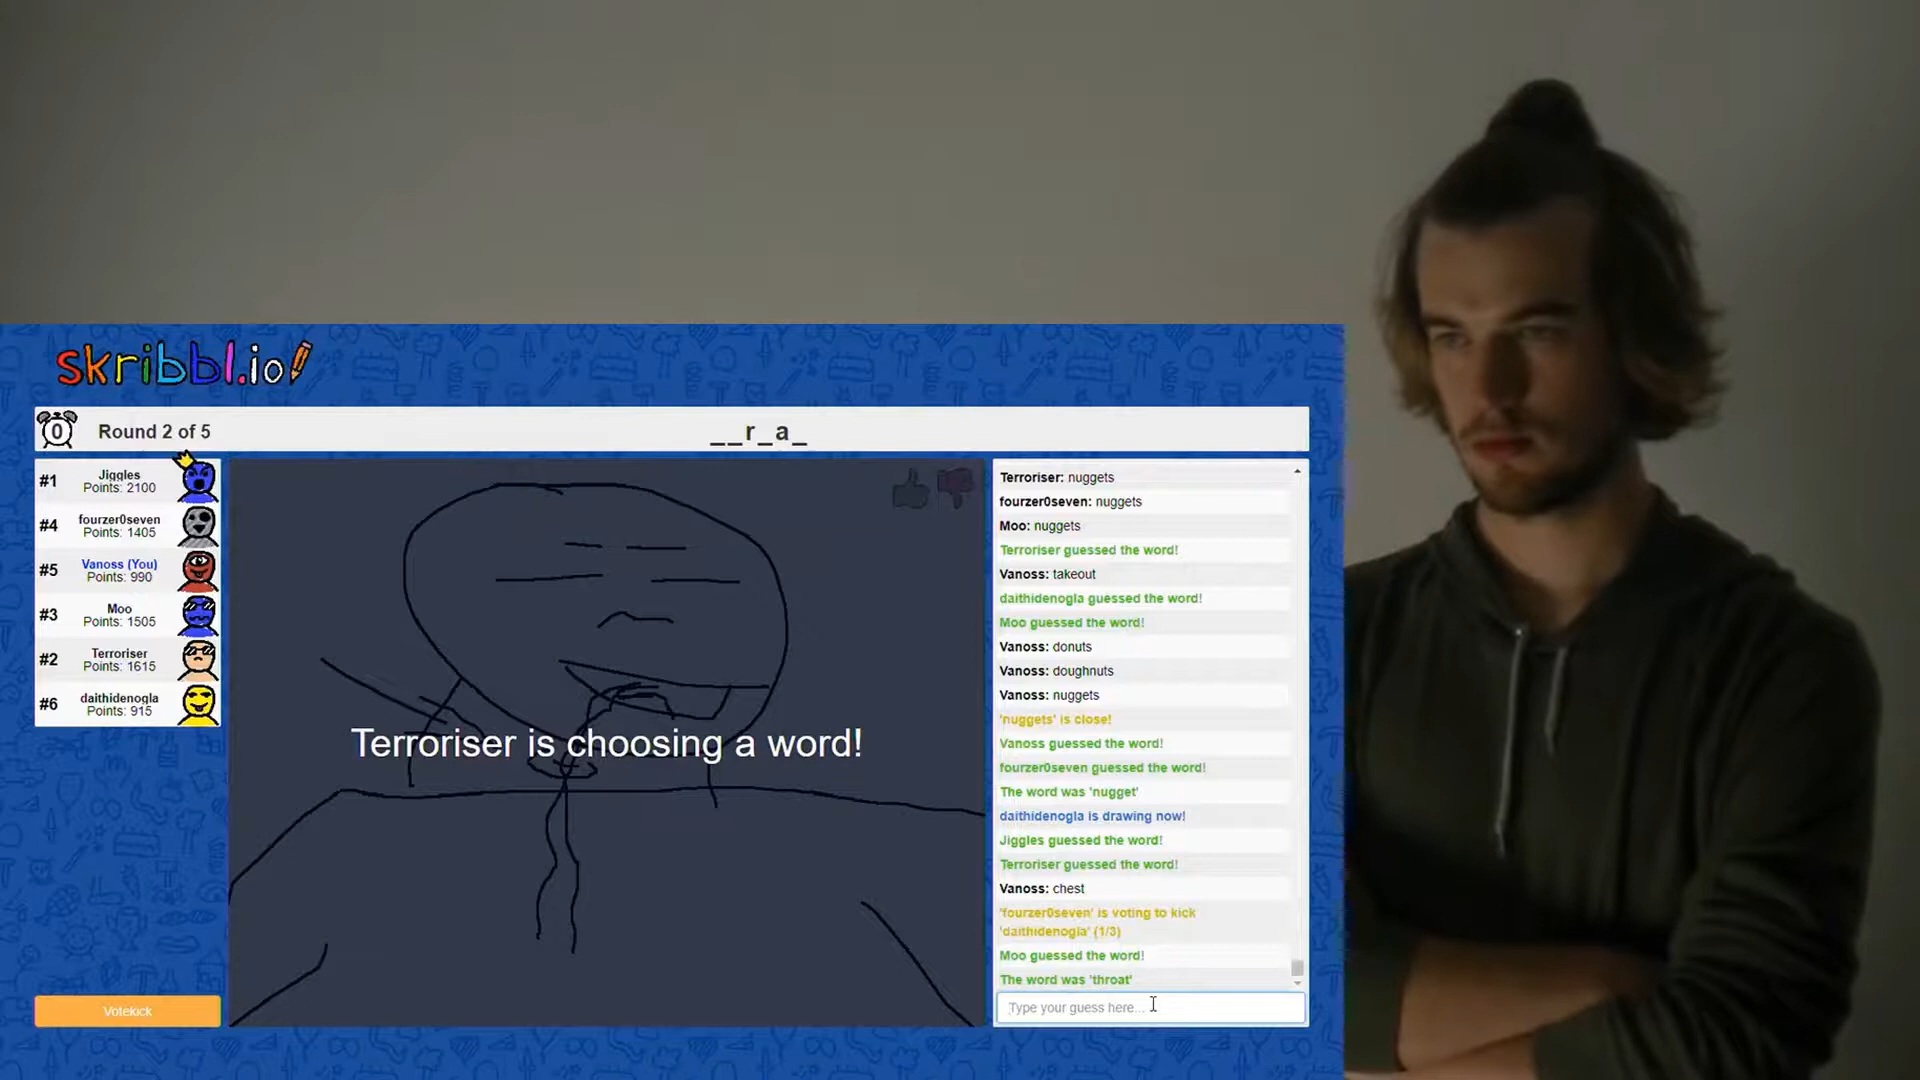 skribbl.io
0
Round 2 of 5
__r_a_
#1
Jiggles
Points: 2100
#4
fourzer0seven
Points: 1405
#5
Vanoss (You)
Points: 990
#3
Moo
Points: 1505
#2
Terroriser
Points: 1615
#6
daithidenogla
Points: 915
Votekick
Terroriser is choosing a word!
Terroriser: nuggets
fourzer0seven: nuggets
Moo: nuggets
Terroriser guessed the word!
Vanoss: takeout
daithidenogla guessed the word!
Moo guessed the word!
Vanoss: donuts
Vanoss: doughnuts
Vanoss: nuggets
'nuggets' is close!
Vanoss guessed the word!
fourzer0seven guessed the word!
The word was 'nugget'
daithidenogla is drawing now!
Jiggles guessed the word!
Terroriser guessed the word!
Vanoss: chest
'fourzer0seven' is voting to kick
'daithidenogla' (1/3)
Moo guessed the word!
The word was 'throat'
Type your guess here...